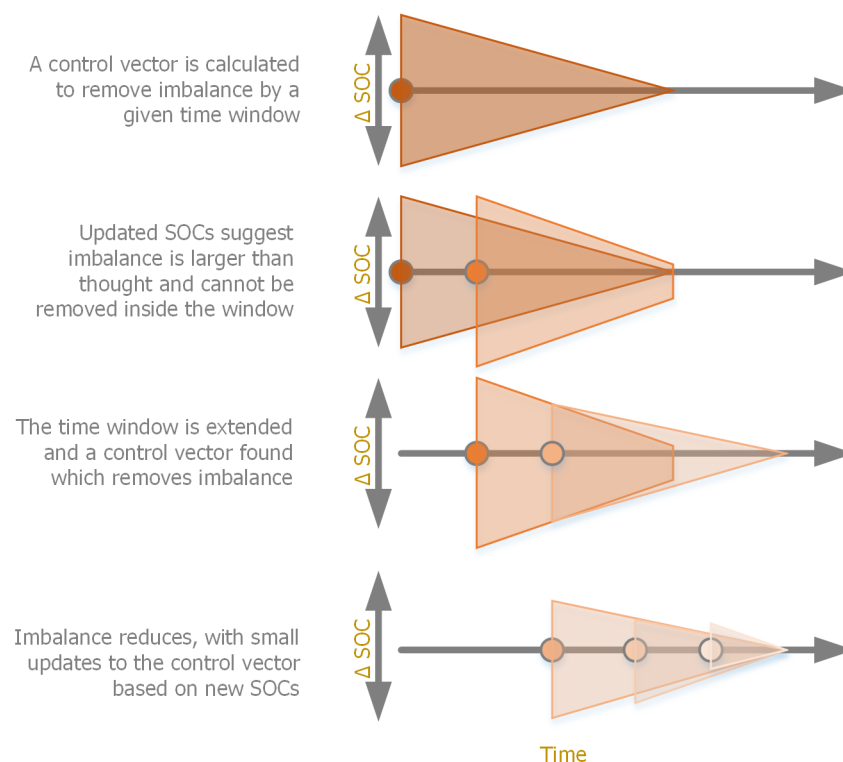 A control vector is calculated
to remove imbalance by a
given time window
Δ SOC
Updated SOCs suggest
imbalance is larger than
thought and cannot be
removed inside the window
Δ SOC
The time window is extended
and a control vector found
which removes imbalance
Δ SOC
Imbalance reduces, with small
updates to the control vector
based on new SOCs
Δ SOC
Time